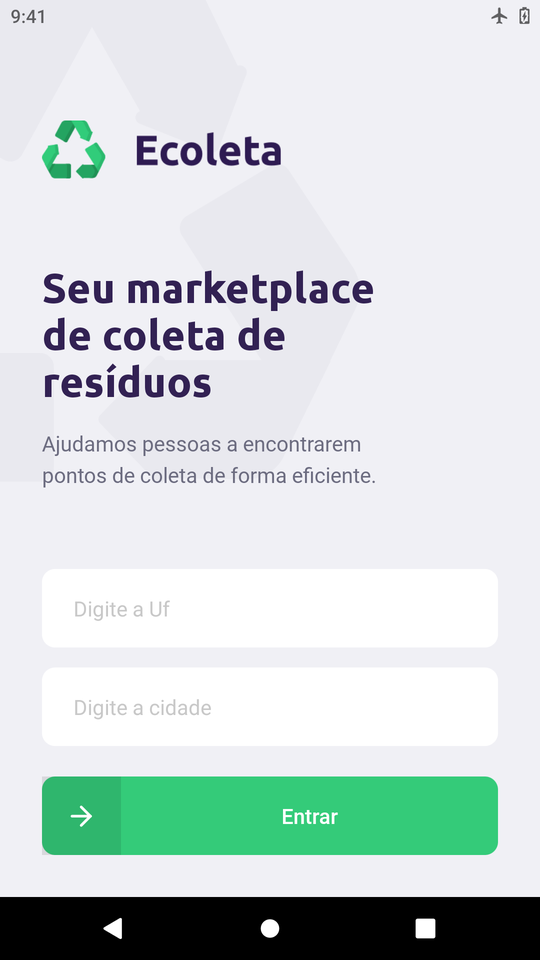 9:41
Ecoleta
Seu marketplace
de coleta de
resíduos
Ajudamos pessoas a encontrarem
pontos de coleta de forma eficiente.
Digite a Uf
Digite a cidade
Entrar